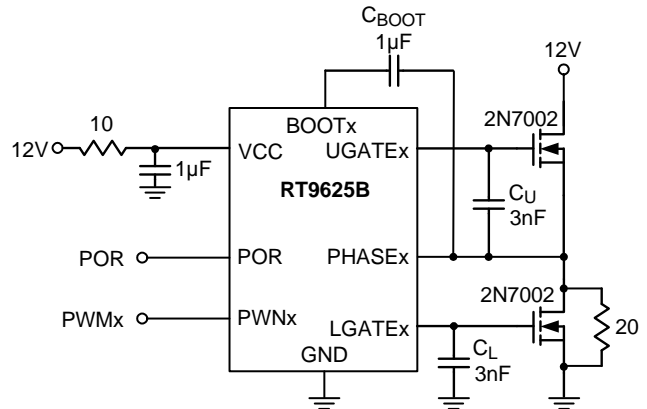 CBOOT
1µF
12V
10
2N7002
12V
BOOTx
VCC
UGATEx
1µF
RT9625B
CU
3nF
POR
POR
PHASEx
2N7002
PWMx
PWNx
LGATEx
20
GND
CL
3nF